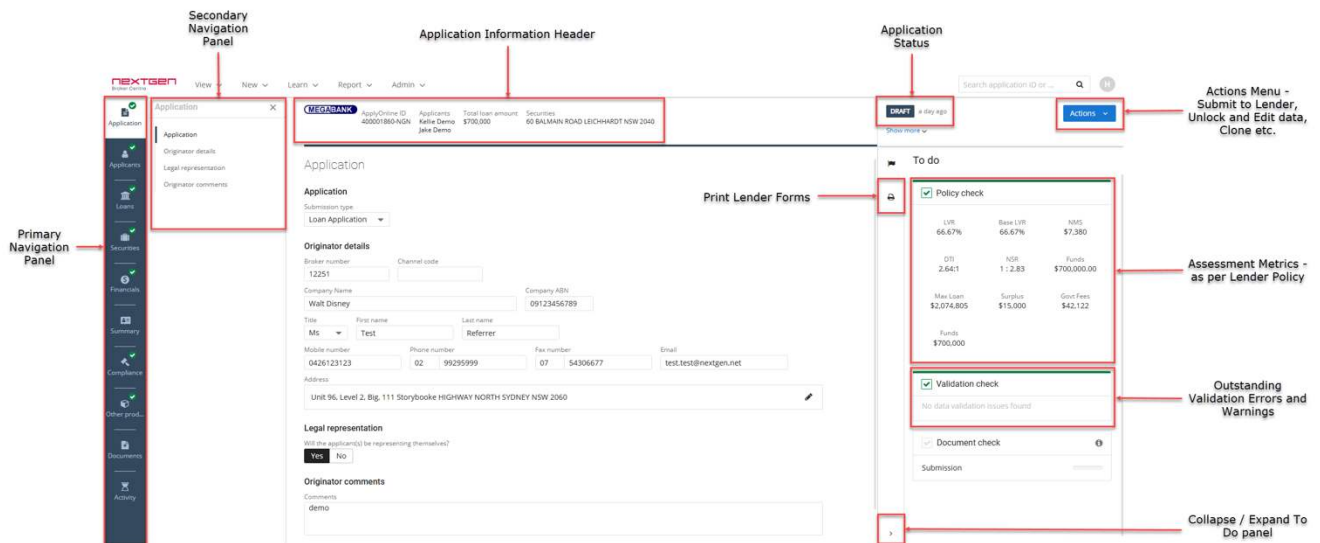 Secondary
Navigation
Panel
Application Information Header
Application
Status
Actions Menu -
Submit to Lender,
Unlock and Edit data,
Clone etc.
Primary
Navigation
Panel
Print Lender Forms
Assessment Metrics -
as per Lender Policy
Outstanding
Validation Errors and
Warnings
Collapse / Expand To
Do panel
NEXTGEN
Broker Centre
View
New
Learn
Report
Admin
Search application ID or ...
H
Application
Applicants
Loans
Securities
Financials
Summary
Compliance
Other prod...
Documents
Activity
Application
Application
Originator details
Legal representation
Originator comments
MEGABANK
ApplyOnline ID Applicants Total loan amount Securities
400001860-NGN Kellie Demo $700,000 60 BALMAIN ROAD LEICHHARDT NSW 2040
Jake Demo
DRAFT a day ago
Show more
Actions
Application
Application
Submission type
Loan Application
Originator details
Broker number Channel code
12251
Company Name Company ABN
Walt Disney 09123456789
Title First name Last name
Ms Test Referrer
Mobile number Phone number Fax number Email
0426123123 02 99295999 07 54306677 test.test@nextgen.net
Address
Unit 96, Level 2, Big, 111 Storybooke HIGHWAY NORTH SYDNEY NSW 2060
Legal representation
Will the applicant(s) be representing themselves?
Yes No
Originator comments
Comments
demo
To do
Policy check
LVR Base LVR NMS
66.67% 66.67% $7,380
DTI NSR Funds
2.64:1 1 : 2.83 $700,000.00
Max Loan Surplus Govt Fees
$2,074,805 $15,000 $42,122
Funds
$700,000
Validation check
No data validation issues found
Document check
Submission